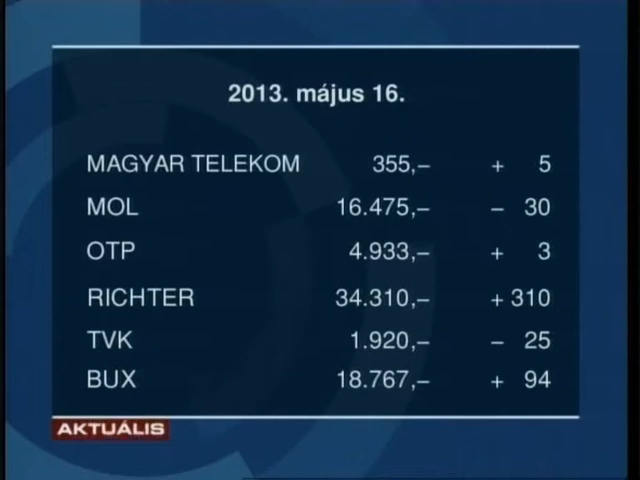 2013. május 16.
MAGYAR TELEKOM 355,– + 5
MOL 16.475,– – 30
OTP 4.933,– + 3
RICHTER 34.310,– + 310
TVK 1.920,– – 25
BUX 18.767,– + 94
AKTUÁLIS